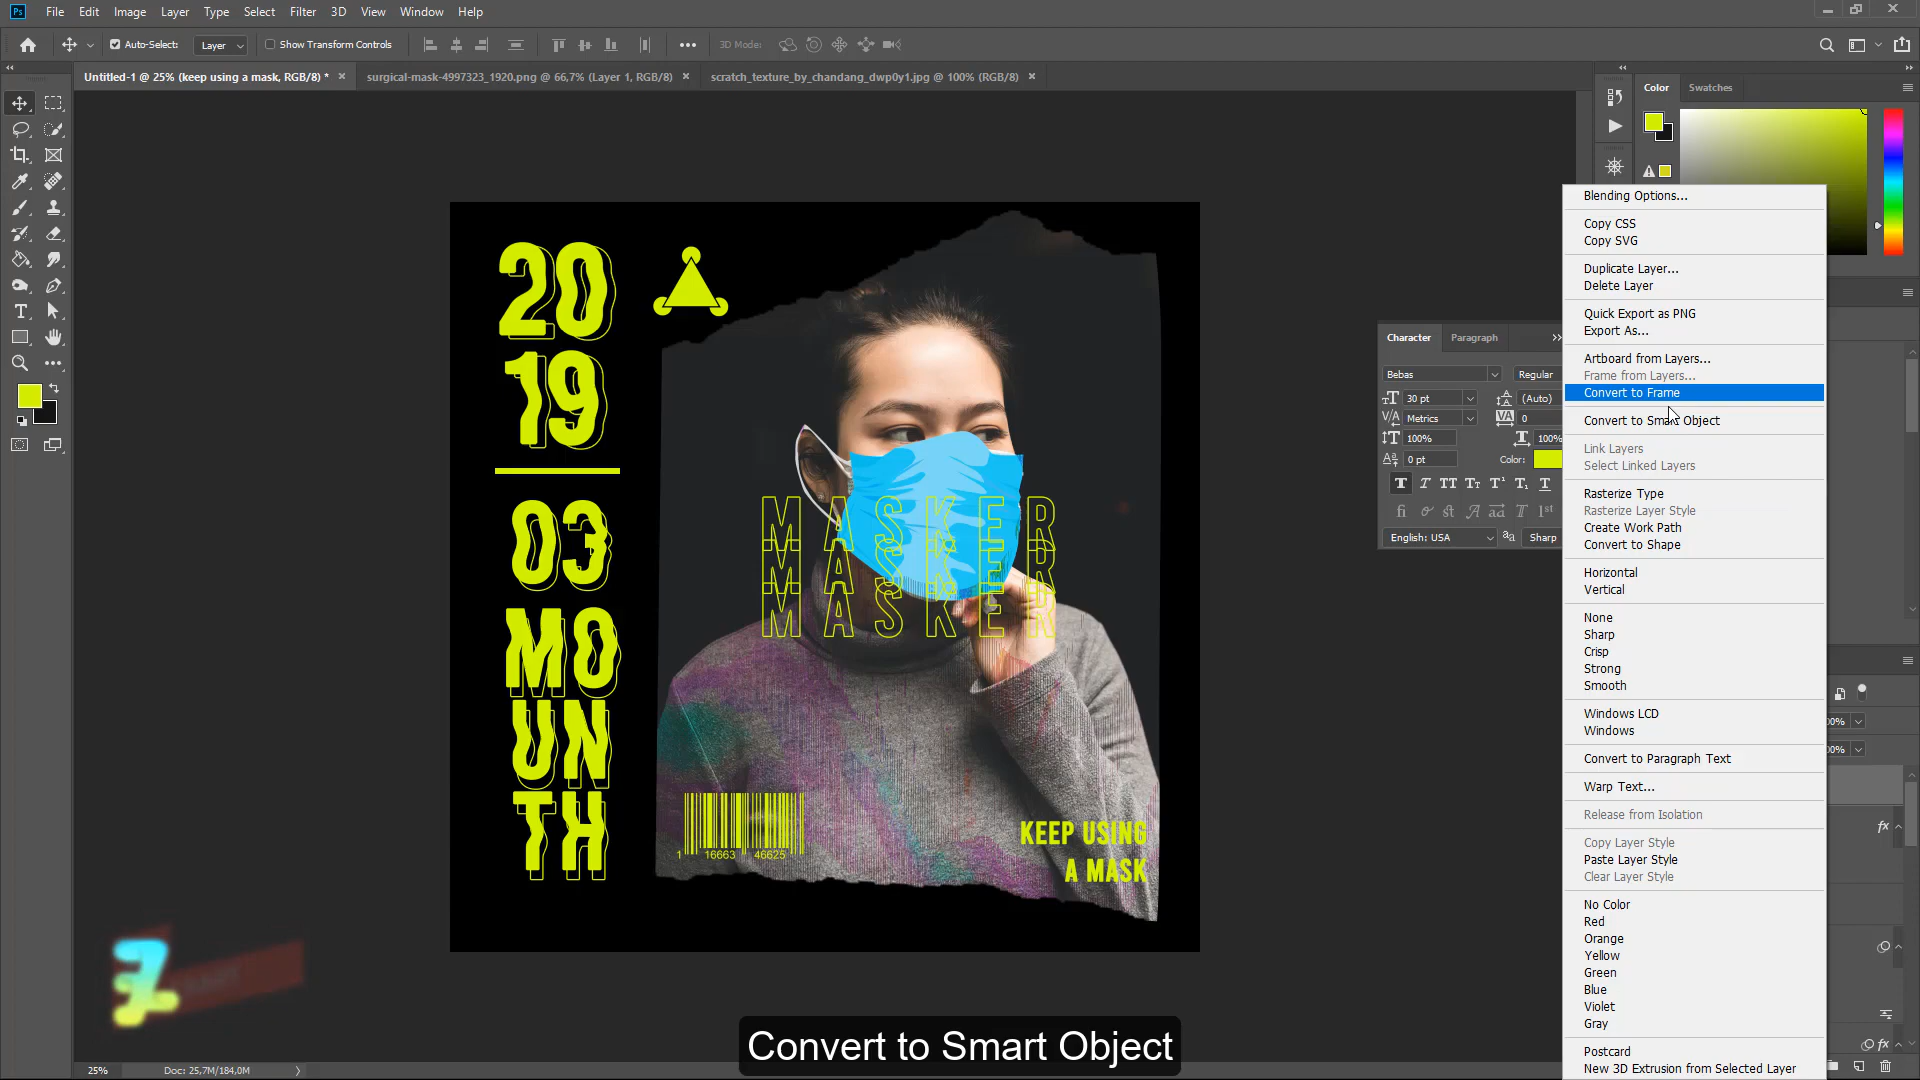 Ps File Edit Image Layer Type Select Filter 3D View Window Help
Auto-Select: Layer Show Transform Controls 3D Mode:
Untitled-1 @ 25% (keep using a mask, RGB/8) * × surgical-mask-4997323_1920.png @ 66,7% (Layer 1, RGB/8) × scratch_texture_by_chandang_dwp0y1.jpg @ 100% (RGB/8) ×
Color Swatches
20
19
03
MO
UN
TH
MASKER
MASKER
MASKER
1 16663 46625
KEEP USING
A MASK
Character Paragraph
Bebas Regular
30 pt (Auto)
Metrics 0
100% 100%
0 pt Color:
English: USA Sharp
Blending Options...
Copy CSS
Copy SVG
Duplicate Layer...
Delete Layer
Quick Export as PNG
Export As...
Artboard from Layers...
Frame from Layers...
Convert to Frame
Convert to Smart Object
Link Layers
Select Linked Layers
Rasterize Type
Rasterize Layer Style
Create Work Path
Convert to Shape
Horizontal
Vertical
None
Sharp
Crisp
Strong
Smooth
Windows LCD
Windows
Convert to Paragraph Text
Warp Text...
Release from Isolation
Copy Layer Style
Paste Layer Style
Clear Layer Style
No Color
Red
Orange
Yellow
Green
Blue
Violet
Gray
Postcard
New 3D Extrusion from Selected Layer
Convert to Smart Object
25% Doc: 25,7M/184,0M